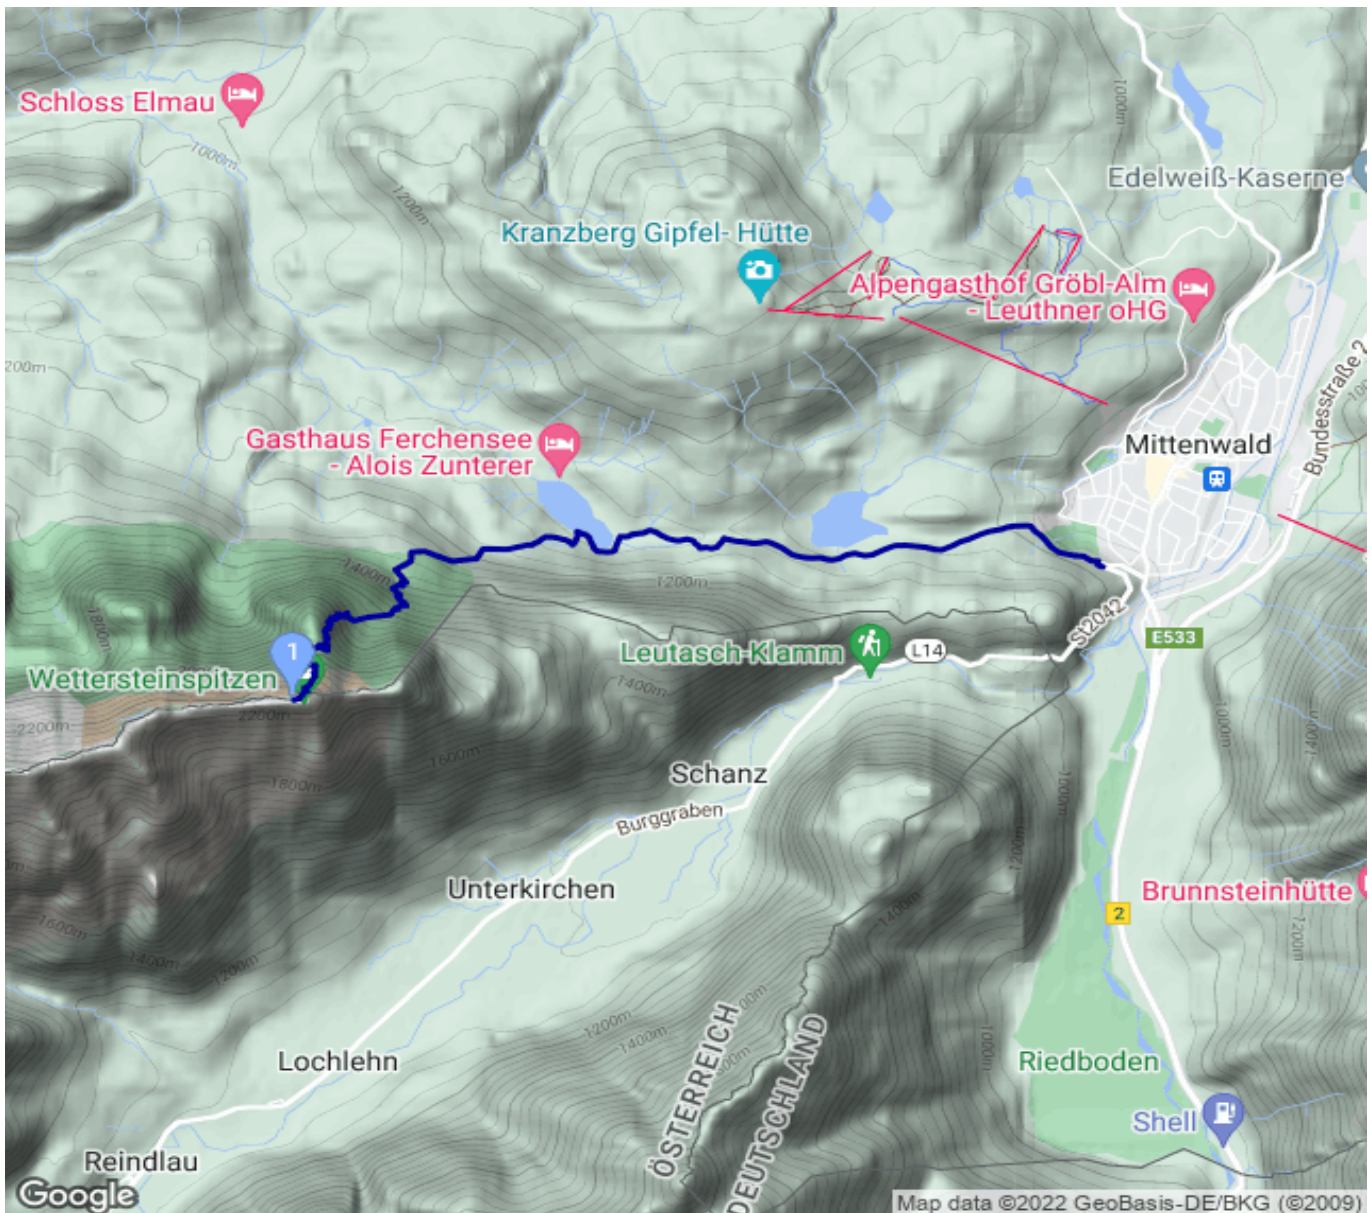 Schloss Elmau
1000m
1000m
Edelweiß-Kaserne
1200m
Kranzberg Gipfel- Hütte
Alpengasthof Gröbl-Alm
- Leuthner oHG
200m
Bundesstraße 2
Gasthaus Ferchensee
- Alois Zunterer
Mittenwald
1400m
1200m
1800m
St2042
E533
1
Leutasch-Klamm
L14
Wettersteinspitzen
1400m
2200m
2200m
1000m
1400m
1600m
1800m
Schanz
1000m
Burggraben
1200m
Unterkirchen
Brunnsteinhütte
2
1400m
1600m
1200m
1400m
1200m
1200m
1400m
1000m
ÖSTERREICH
DEUTSCHLAND
Lochlehn
Riedboden
Shell
Reindlau
Google
Map data ©2022 GeoBasis-DE/BKG (©2009)